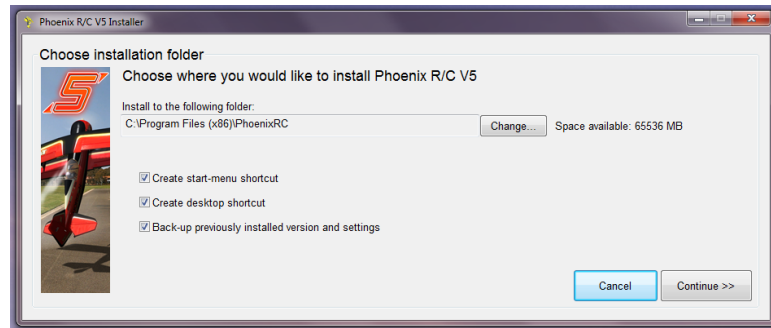 Phoenix R/C V5 Installer
Choose installation folder
Choose where you would like to install Phoenix R/C V5
Install to the following folder:
C:\Program Files (x86)\PhoenixRC
Change...
Space available: 65536 MB
Create start-menu shortcut
Create desktop shortcut
Back-up previously installed version and settings
Cancel
Continue >>
5